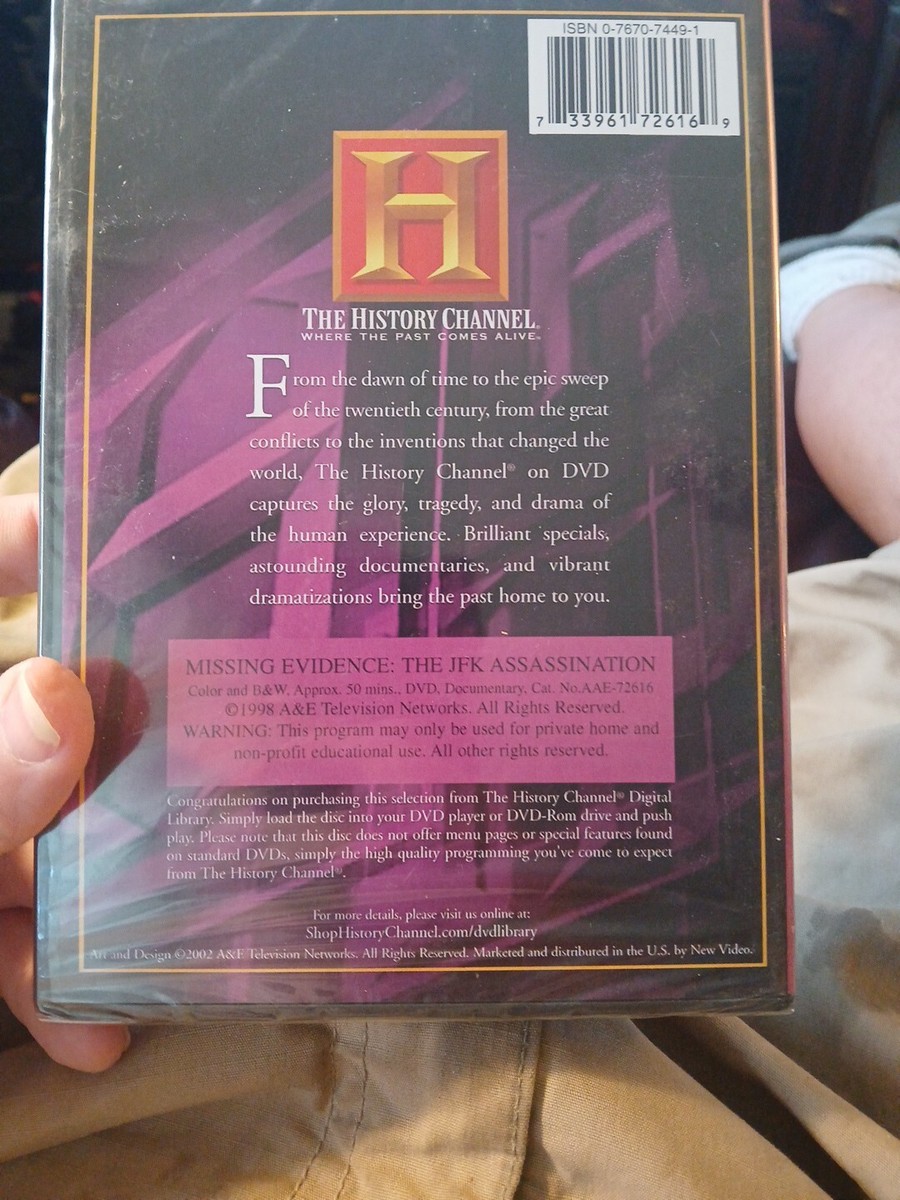 ISBN 0-7670-7449-1
7 33961 72616 9
H
THE HISTORY CHANNEL®
WHERE THE PAST COMES ALIVE®
From the dawn of time to the epic sweep
of the twentieth century, from the great
conflicts to the inventions that changed the
world, The History Channel® on DVD
captures the glory, tragedy, and drama of
the human experience. Brilliant specials,
astounding documentaries, and vibrant
dramatizations bring the past home to you.
MISSING EVIDENCE: THE JFK ASSASSINATION
Color and B&W. Approx. 50 mins., DVD, Documentary, Cat. No.AAE-72616
©1998 A&E Television Networks. All Rights Reserved.
WARNING: This program may only be used for private home and
non-profit educational use. All other rights reserved.
Congratulations on purchasing this selection from The History Channel® Digital
Library. Simply load the disc into your DVD player or DVD-Rom drive and push
play. Please note that this disc does not offer menu pages or special features found
on standard DVDs, simply the high quality programming you've come to expect
from The History Channel®.
For more details, please visit us online at:
ShopHistoryChannel.com/dvdlibrary
Art and Design ©2002 A&E Television Networks. All Rights Reserved. Marketed and distributed in the U.S. by New Video.